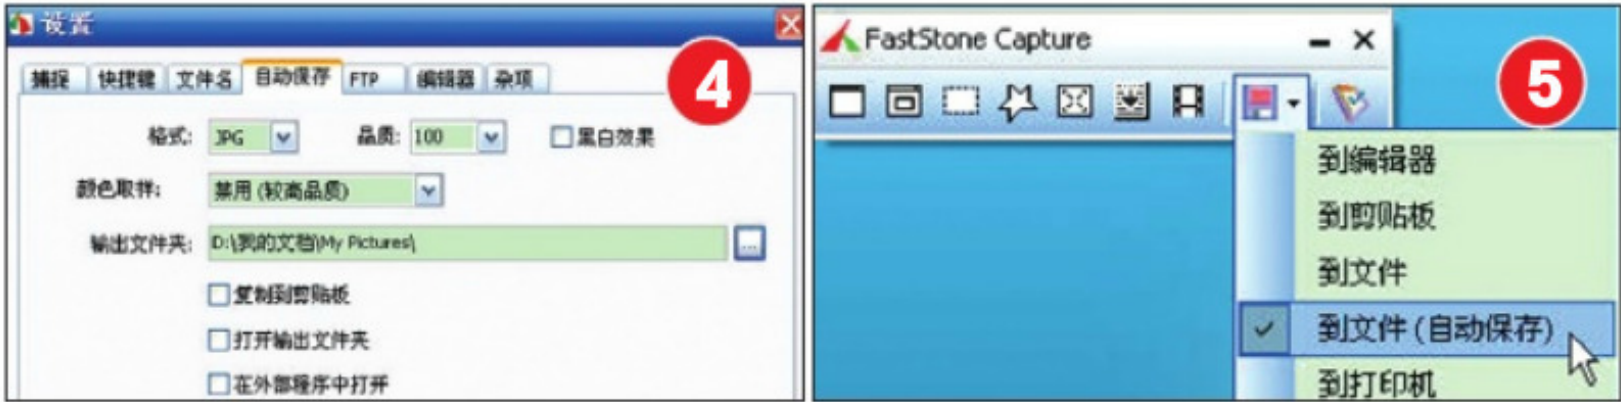 设置
4
捕捉 快捷键 文件名 自动保存 FTP 编辑器 杂项
格式: JPG 品质: 100 黑白效果
颜色取样: 禁用 (较高品质)
输出文件夹: D:\我的文档\My Pictures\ ...
复制到剪贴板
打开输出文件夹
在外部程序中打开
FastStone Capture
5
到编辑器
到剪贴板
到文件
到文件 (自动保存)
到打印机